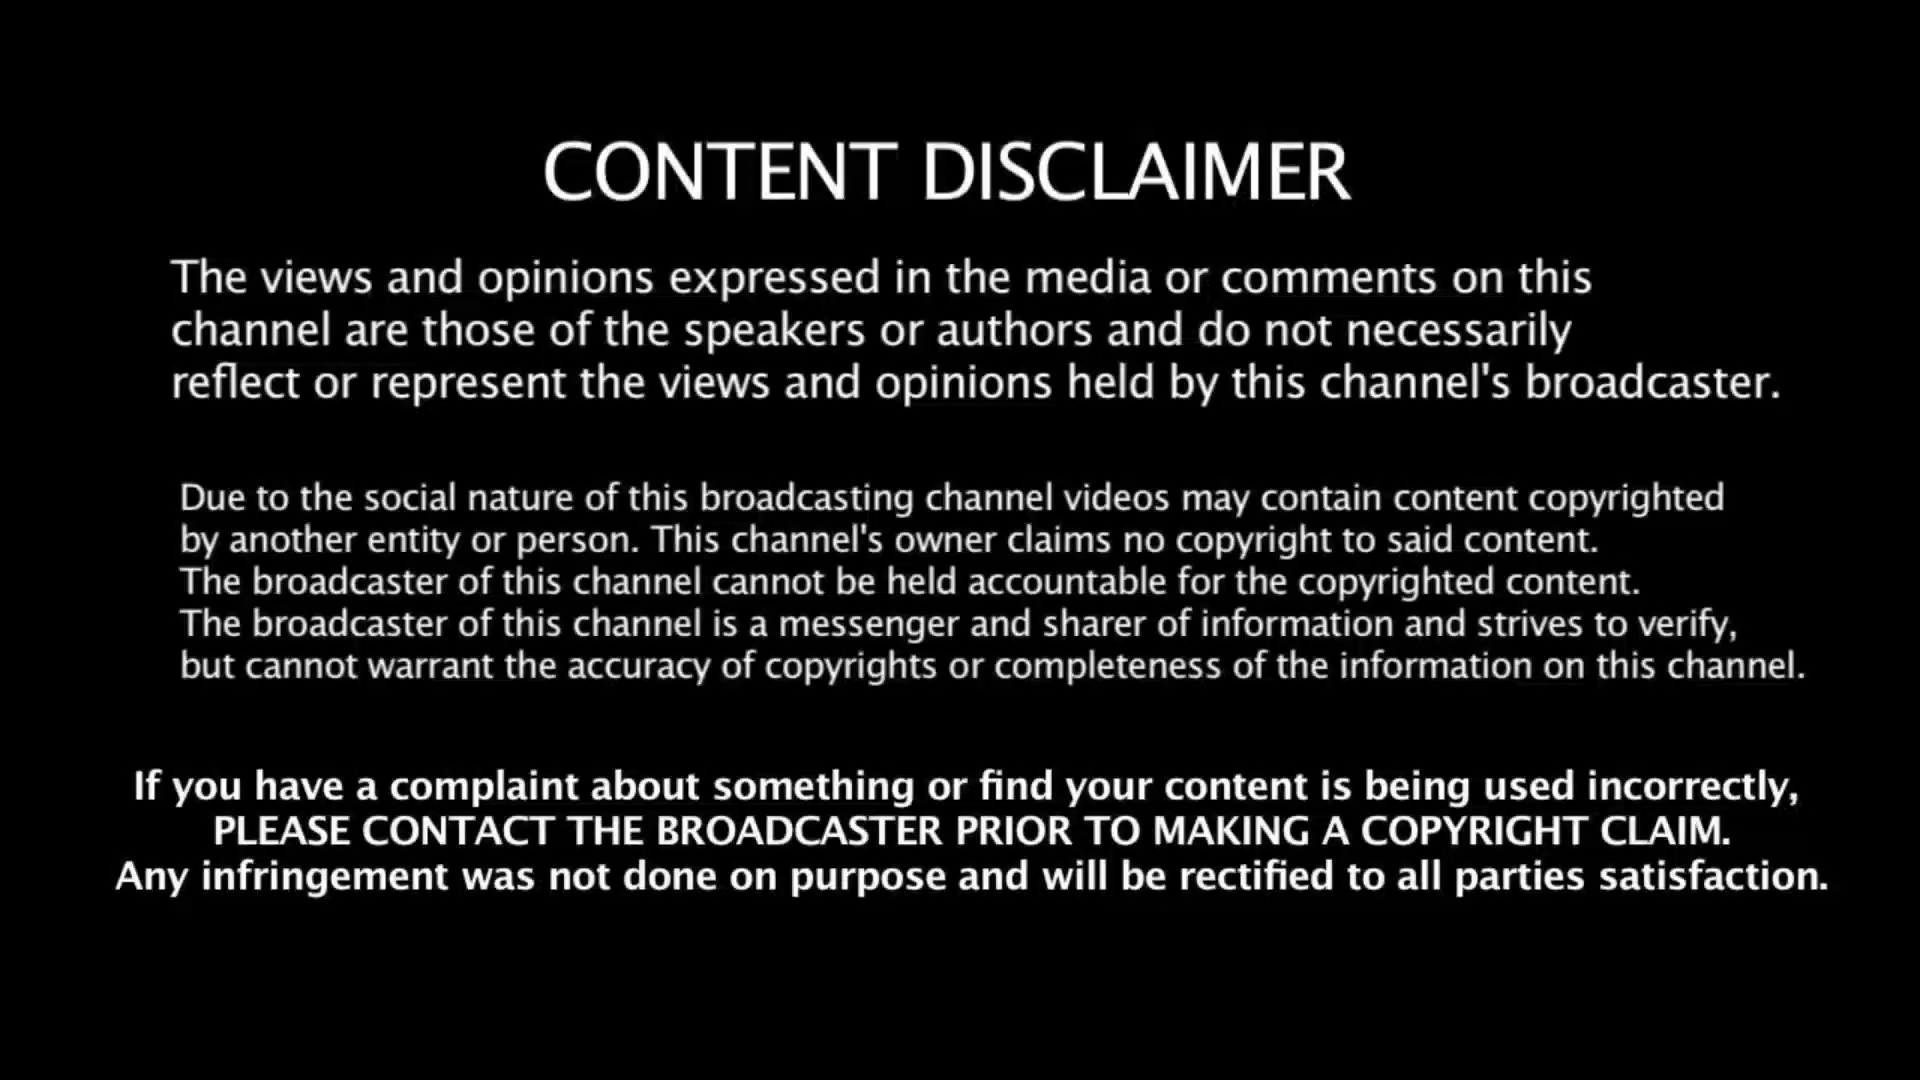 CONTENT DISCLAIMER
The views and opinions expressed in the media or comments on this
channel are those of the speakers or authors and do not necessarily
reflect or represent the views and opinions held by this channel's broadcaster.
Due to the social nature of this broadcasting channel videos may contain content copyrighted
by another entity or person. This channel's owner claims no copyright to said content.
The broadcaster of this channel cannot be held accountable for the copyrighted content.
The broadcaster of this channel is a messenger and sharer of information and strives to verify,
but cannot warrant the accuracy of copyrights or completeness of the information on this channel.
If you have a complaint about something or find your content is being used incorrectly,
PLEASE CONTACT THE BROADCASTER PRIOR TO MAKING A COPYRIGHT CLAIM.
Any infringement was not done on purpose and will be rectified to all parties satisfaction.